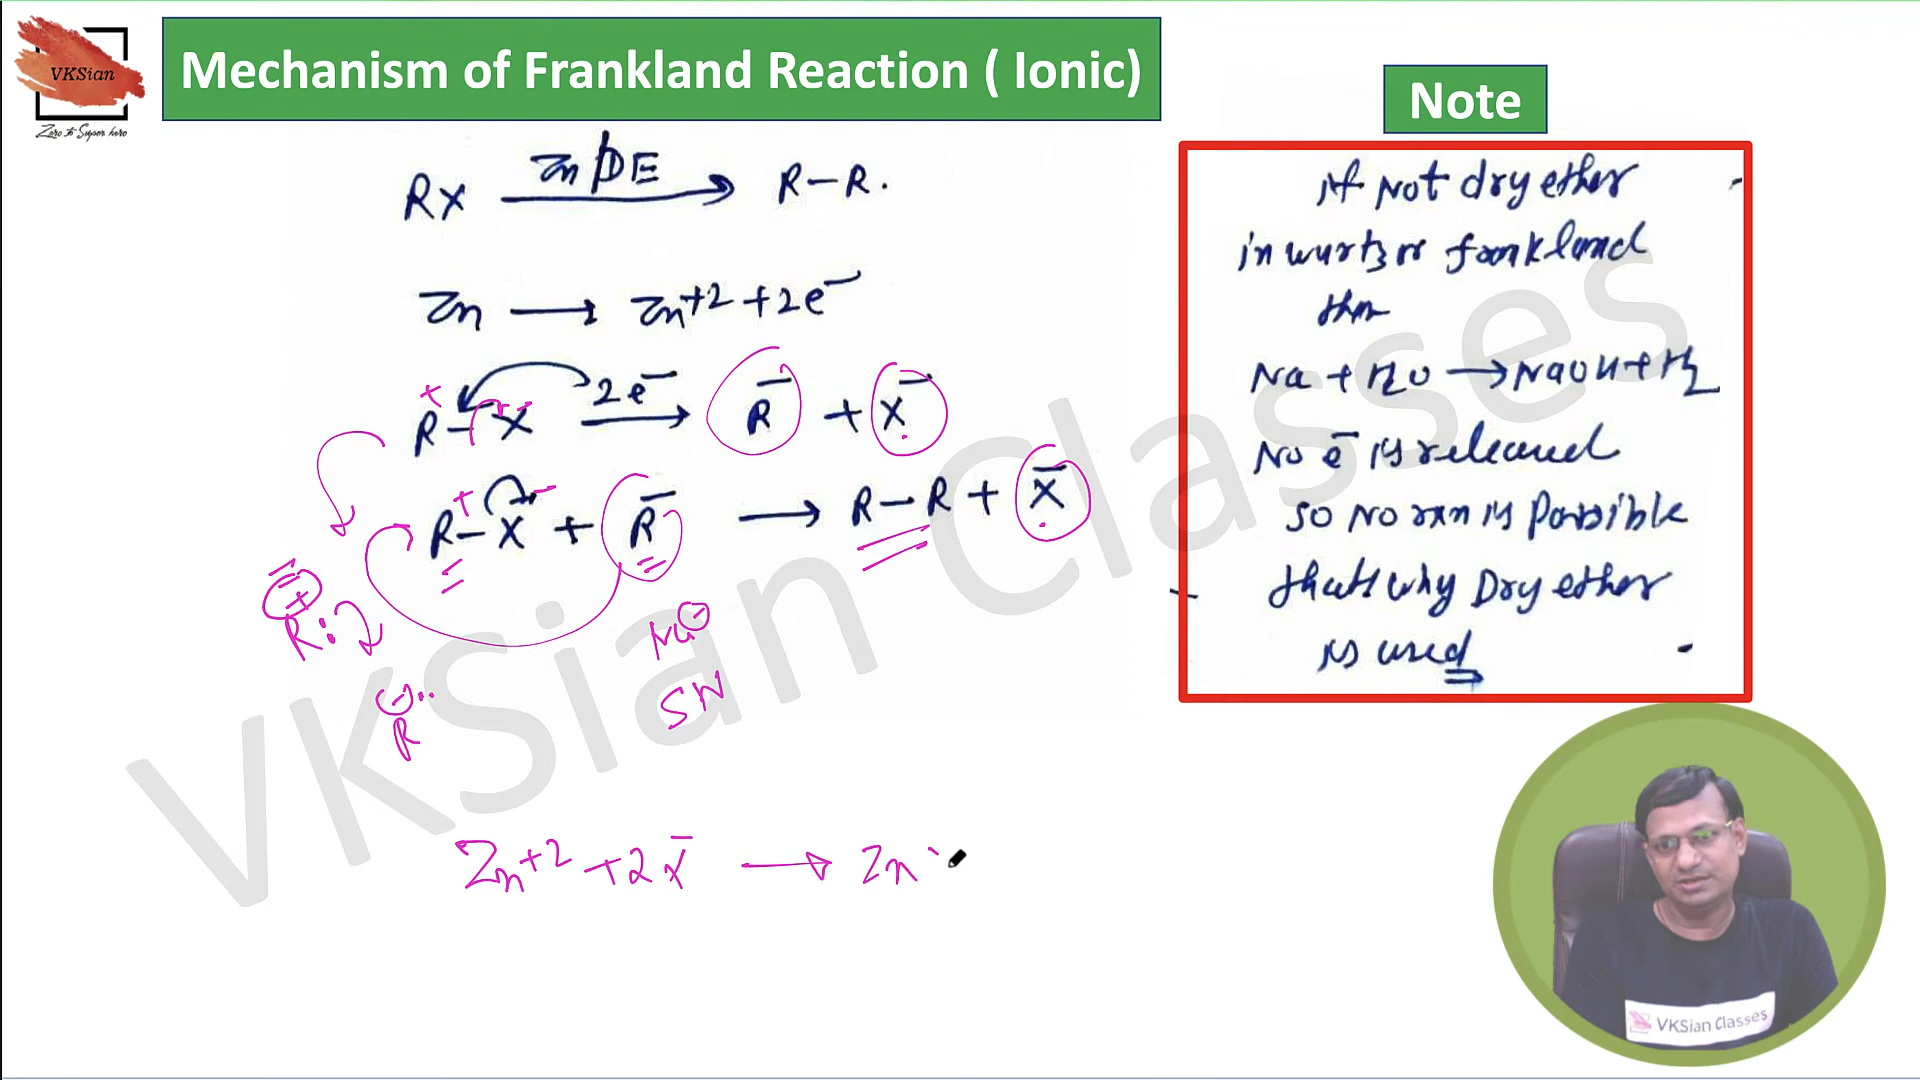 VKSian
Zero to Super hero
Mechanism of Frankland Reaction ( Ionic)
RX Zn/DE → R-R.
Zn → Zn+2 + 2e-
R-X 2e- → R- + X-
R-X + R- → R-R + X-
R:
R
SN
Zn+2 + 2x- → Zn
Note
if Not dry ether
in wurtz or frankland
then
Na + H2O → NaOH + H2
No e- is released
so No rxn is Possible
that's why Dry ether
is used
VKSian Classes
VKSian Classes